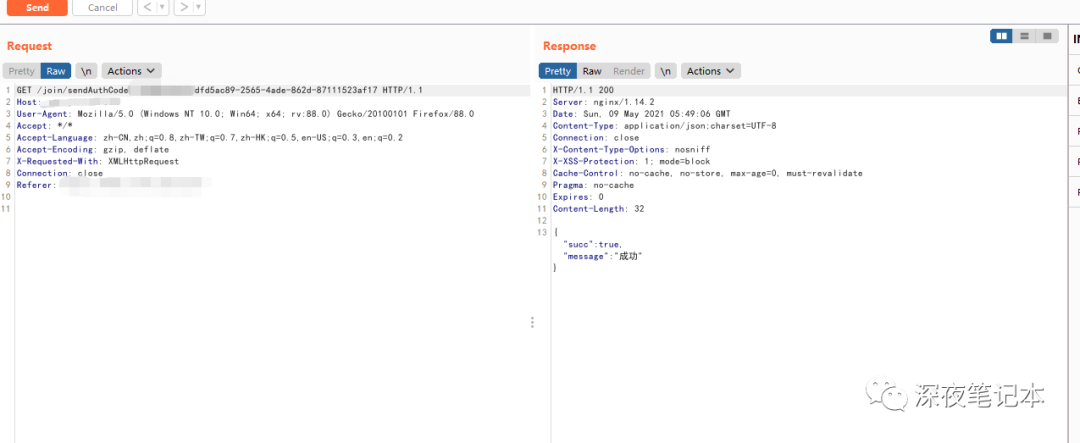 Send Cancel < >
Request
Pretty Raw \n Actions
1 GET /join/sendAuthCode dfd5ac89-2565-4ade-862d-87111523af17 HTTP/1.1
2 Host:
3 User-Agent: Mozilla/5.0 (Windows NT 10.0; Win64; x64; rv:88.0) Gecko/20100101 Firefox/88.0
4 Accept: */*
5 Accept-Language: zh-CN,zh;q=0.8,zh-TW;q=0.7,zh-HK;q=0.5,en-US;q=0.3,en;q=0.2
6 Accept-Encoding: gzip, deflate
7 X-Requested-With: XMLHttpRequest
8 Connection: close
9 Referer:
10
11
Response
Pretty Raw Render \n Actions
1 HTTP/1.1 200
2 Server: nginx/1.14.2
3 Date: Sun, 09 May 2021 05:49:06 GMT
4 Content-Type: application/json;charset=UTF-8
5 Connection: close
6 X-Content-Type-Options: nosniff
7 X-XSS-Protection: 1; mode=block
8 Cache-Control: no-cache, no-store, max-age=0, must-revalidate
9 Pragma: no-cache
10 Expires: 0
11 Content-Length: 32
12
13 {
"succ":true,
"message":"成功"
}
深夜笔记本